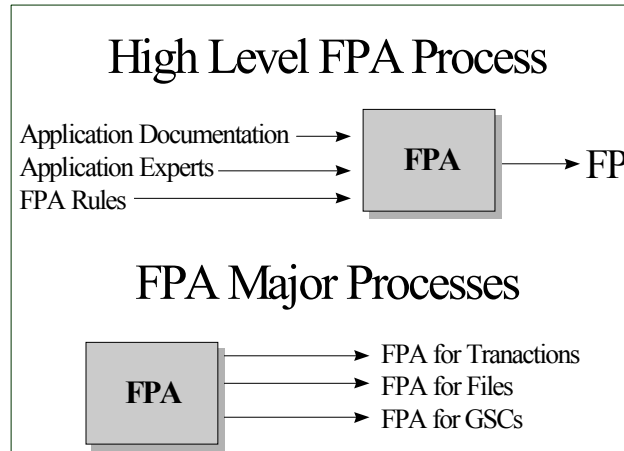 High Level FPA Process
Application Documentation
Application Experts
FPA Rules
FPA
FP
FPA Major Processes
FPA
FPA for Tranactions
FPA for Files
FPA for GSCs